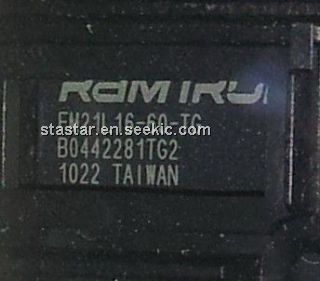 RAMTRON
FM21L16-60-TG
stastar.en.seekic.com
B0442281TG2
1022 TAIWAN